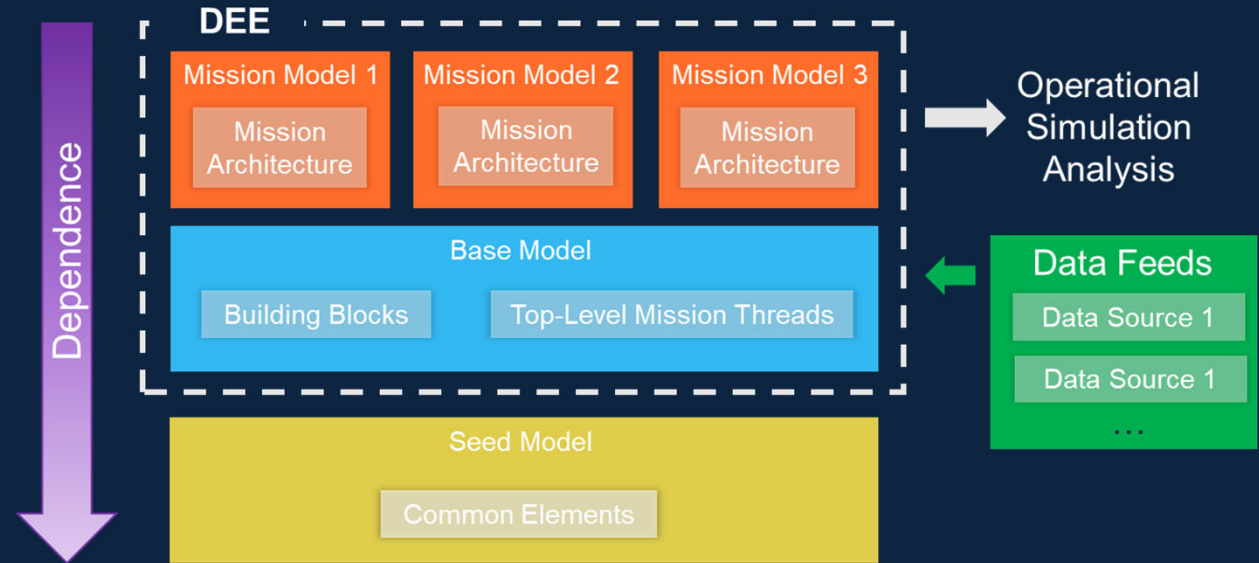 DEE
Dependence
Mission Model 1
Mission
Architecture
Mission Model 2
Mission
Architecture
Mission Model 3
Mission
Architecture
Operational
Simulation
Analysis
Base Model
Building Blocks
Top-Level Mission Threads
Data Feeds
Data Source 1
Data Source 1
...
Seed Model
Common Elements